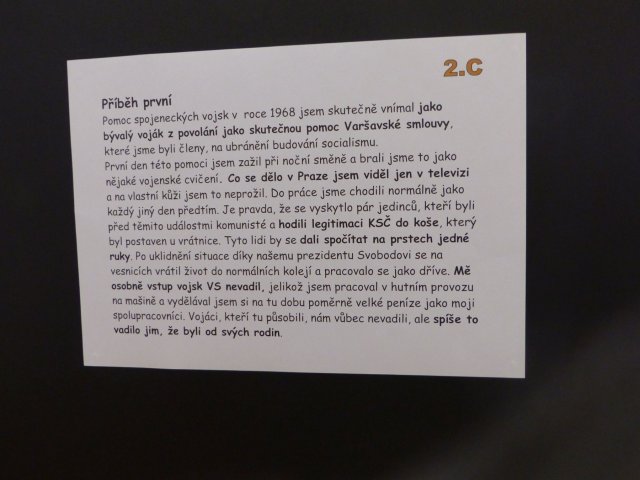 2.C
Příběh první
Pomoc spojeneckých vojsk v roce 1968 jsem skutečně vnímal jako
bývalý voják z povolání jako skutečnou pomoc Varšavské smlouvy,
které jsme byli členy, na ubránění budování socialismu.
První den této pomoci jsem zažil při noční směně a brali jsme to jako
nějaké vojenské cvičení. Co se dělo v Praze jsem viděl jen v televizi
a na vlastní kůži jsem to neprožil. Do práce jsme chodili normálně jako
každý jiný den předtím. Je pravda, že se vyskytlo pár jedinců, kteří byli
před těmito událostmi komunisté a hodili legitimaci KSČ do koše, který
byl postaven u vrátnice. Tyto lidi by se dali spočítat na prstech jedné
ruky. Po uklidnění situace díky našemu prezidentu Svobodovi se na
vesnicích vrátil život do normálních kolejí a pracovalo se jako dříve. Mě
osobně vstup vojsk VS nevadil, jelikož jsem pracoval v hutním provozu
na mašině a vydělával jsem si na tu dobu poměrně velké peníze jako moji
spolupracovníci. Vojáci, kteří tu působili, nám vůbec nevadili, ale spíše to
vadilo jim, že byli od svých rodin.